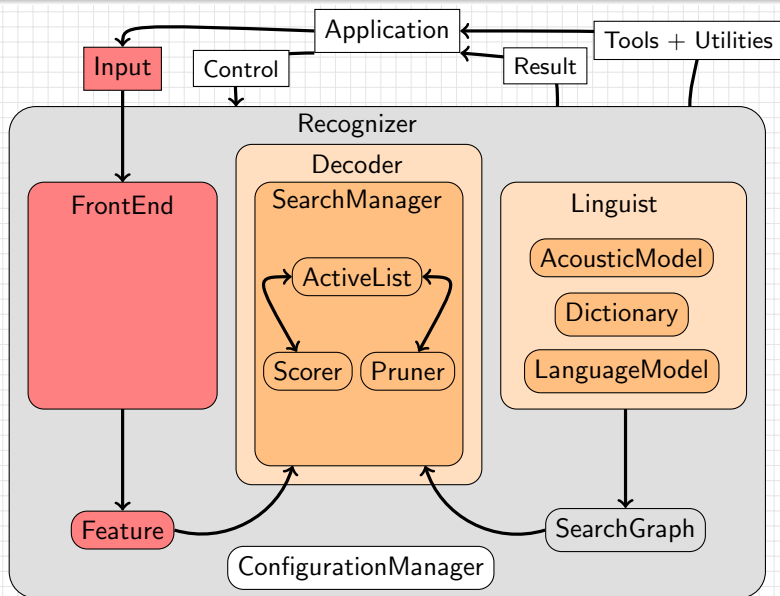 Application
Tools + Utilities
Input
Control
Result
Recognizer
Decoder
FrontEnd
SearchManager
Linguist
AcousticModel
ActiveList
Dictionary
Scorer
Pruner
LanguageModel
Feature
SearchGraph
ConfigurationManager